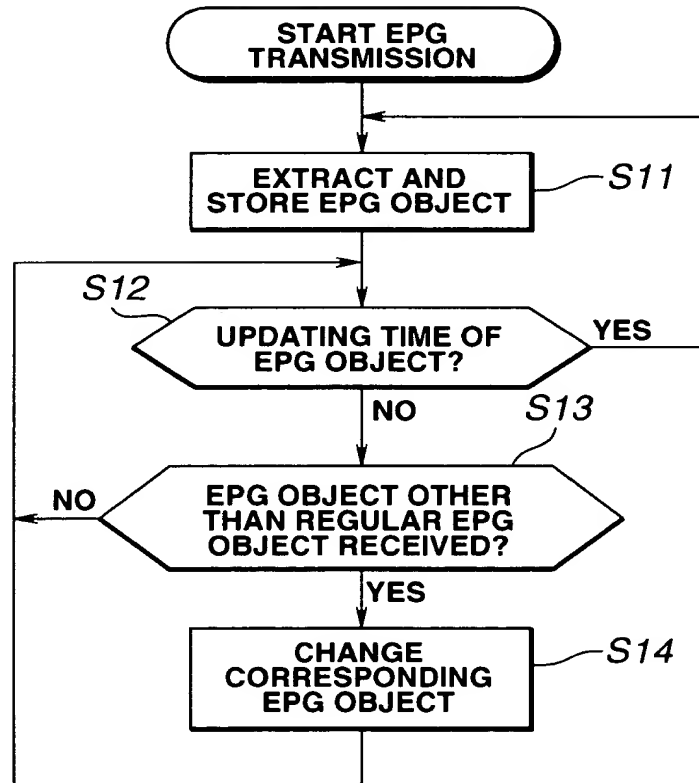 START EPG
TRANSMISSION
EXTRACT AND
STORE EPG OBJECT
S11
S12
UPDATING TIME OF
EPG OBJECT?
YES
NO
S13
EPG OBJECT OTHER
THAN REGULAR EPG
OBJECT RECEIVED?
NO
YES
CHANGE
CORRESPONDING
EPG OBJECT
S14